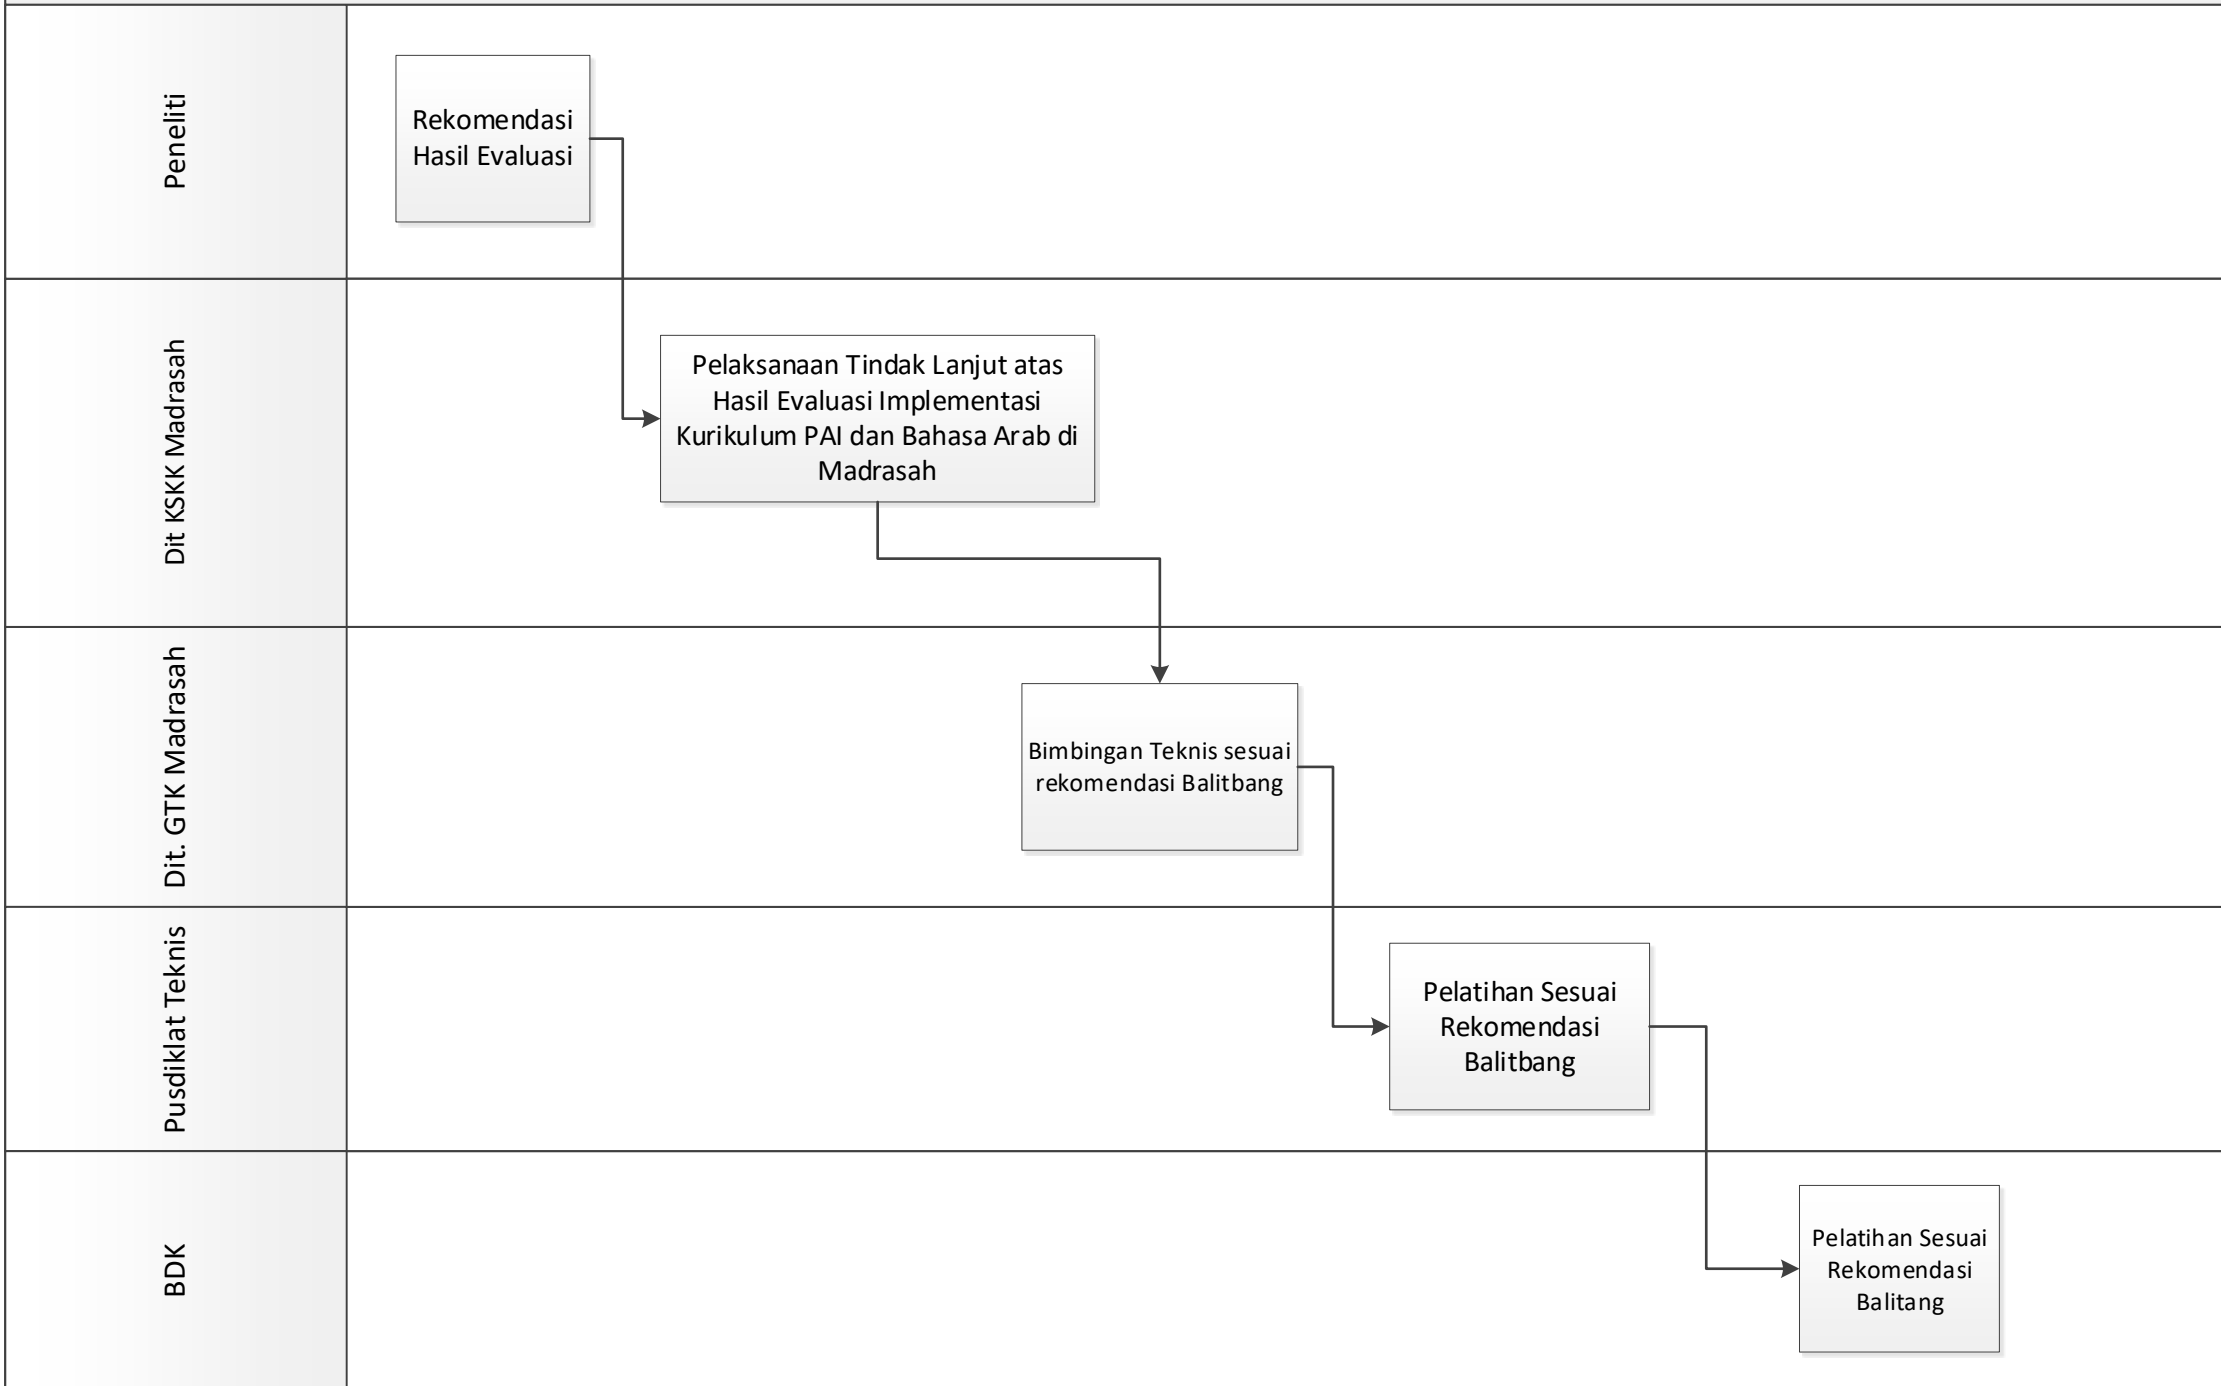 Peneliti
Rekomendasi
Hasil Evaluasi
Dit KSKK Madrasah
Pelaksanaan Tindak Lanjut atas
Hasil Evaluasi Implementasi
Kurikulum PAI dan Bahasa Arab di
Madrasah
Dit. GTK Madrasah
Bimbingan Teknis sesuai
rekomendasi Balitbang
Pusdiklat Teknis
Pelatihan Sesuai
Rekomendasi
Balitbang
BDK
Pelatihan Sesuai
Rekomendasi
Balitang